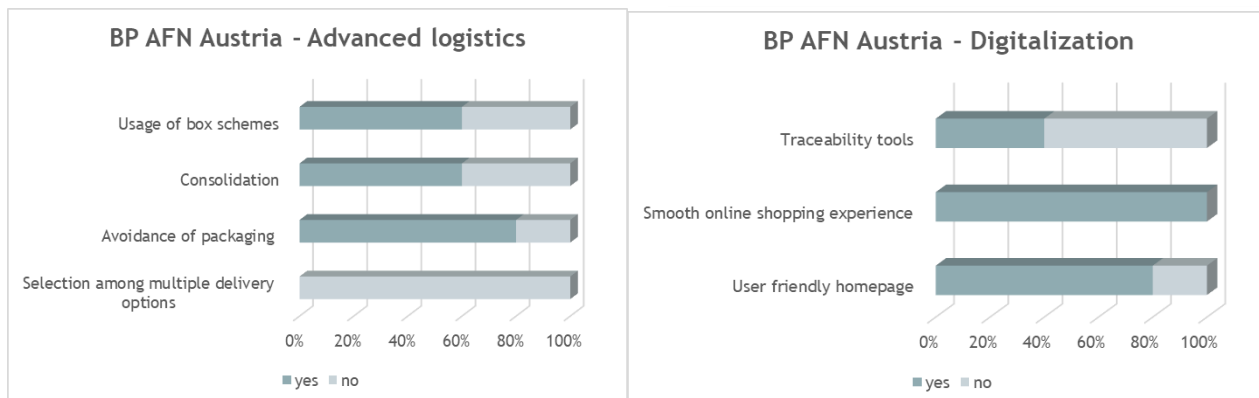 BP AFN Austria - Advanced logistics
Usage of box schemes
Consolidation
Avoidance of packaging
Selection among multiple delivery
options
0% 20% 40% 60% 80% 100%
yes no
BP AFN Austria - Digitalization
Traceability tools
Smooth online shopping experience
User friendly homepage
0% 20% 40% 60% 80% 100%
yes no